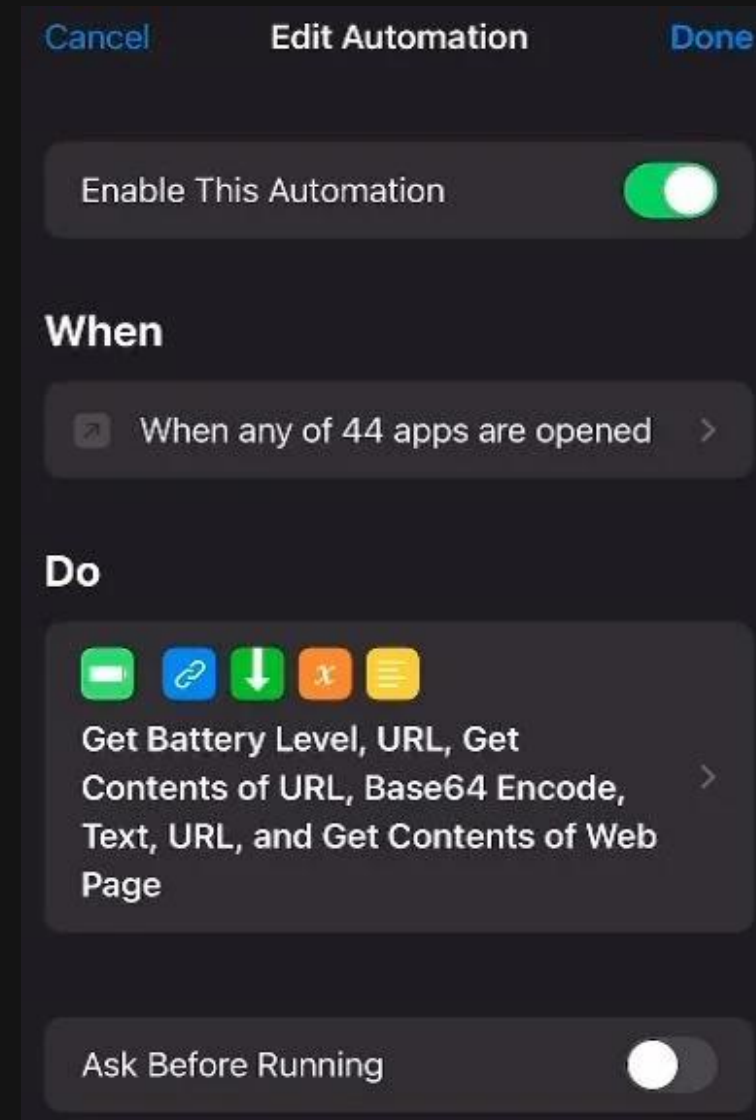 Cancel Edit Automation Done
Enable This Automation
When
When any of 44 apps are opened
Do
x
Get Battery Level, URL, Get
Contents of URL, Base64 Encode,
Text, URL, and Get Contents of Web
Page
Ask Before Running